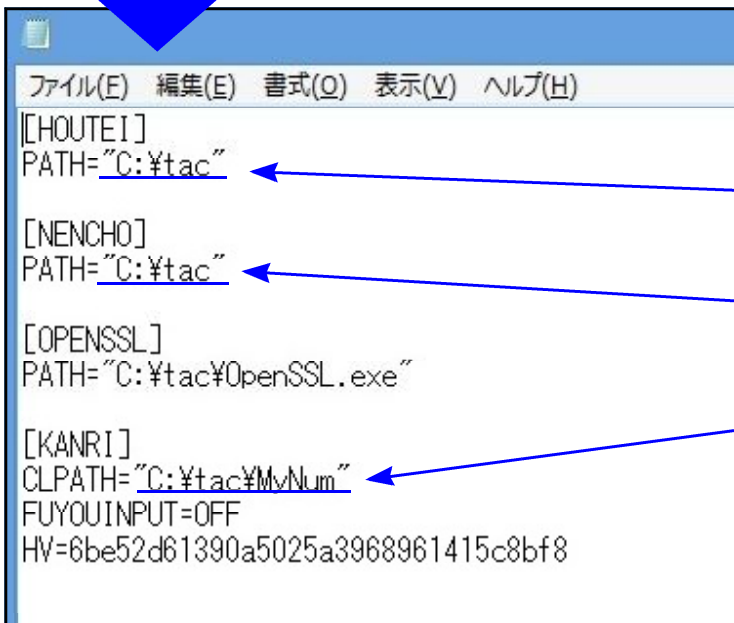 ファイル(F) 編集(E) 書式(O) 表示(V) ヘルプ(H)
[HOUTEI]
PATH="C:¥tac"
[NENCHO]
PATH="C:¥tac"
[OPENSSL]
PATH="C:¥tac¥OpenSSL.exe"
[KANRI]
CLPATH="C:¥tac¥MyNum"
FUYOUINPUT=OFF
HV=6be52d61390a5025a3968961415c8bf8